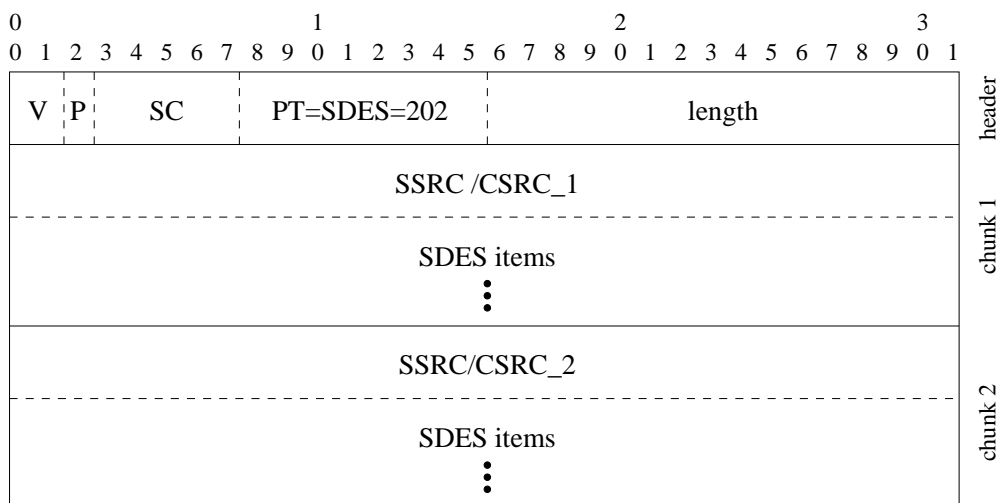 0 1 2 3
0 1 2 3 4 5 6 7 8 9 0 1 2 3 4 5 6 7 8 9 0 1 2 3 4 5 6 7 8 9 0 1
V P SC PT=SDES=202 length header
SSRC /CSRC_1
SDES items
chunk 1
SSRC/CSRC_2
SDES items
chunk 2